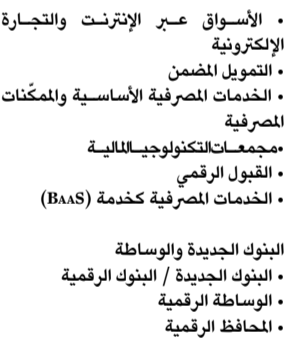 • الأسواق عبر الإنترنت والتجارة
الإلكترونية
• التمويل المضمن
• الخدمات المصرفية الأساسية والممكّنات
المصرفية
•مجمعات التكنولوجيا المالية
• القبول الرقمي
• الخدمات المصرفية كخدمة (BAAS)
البنوك الجديدة والوساطة
• البنوك الجديدة / البنوك الرقمية
• الوساطة الرقمية
• المحافظ الرقمية